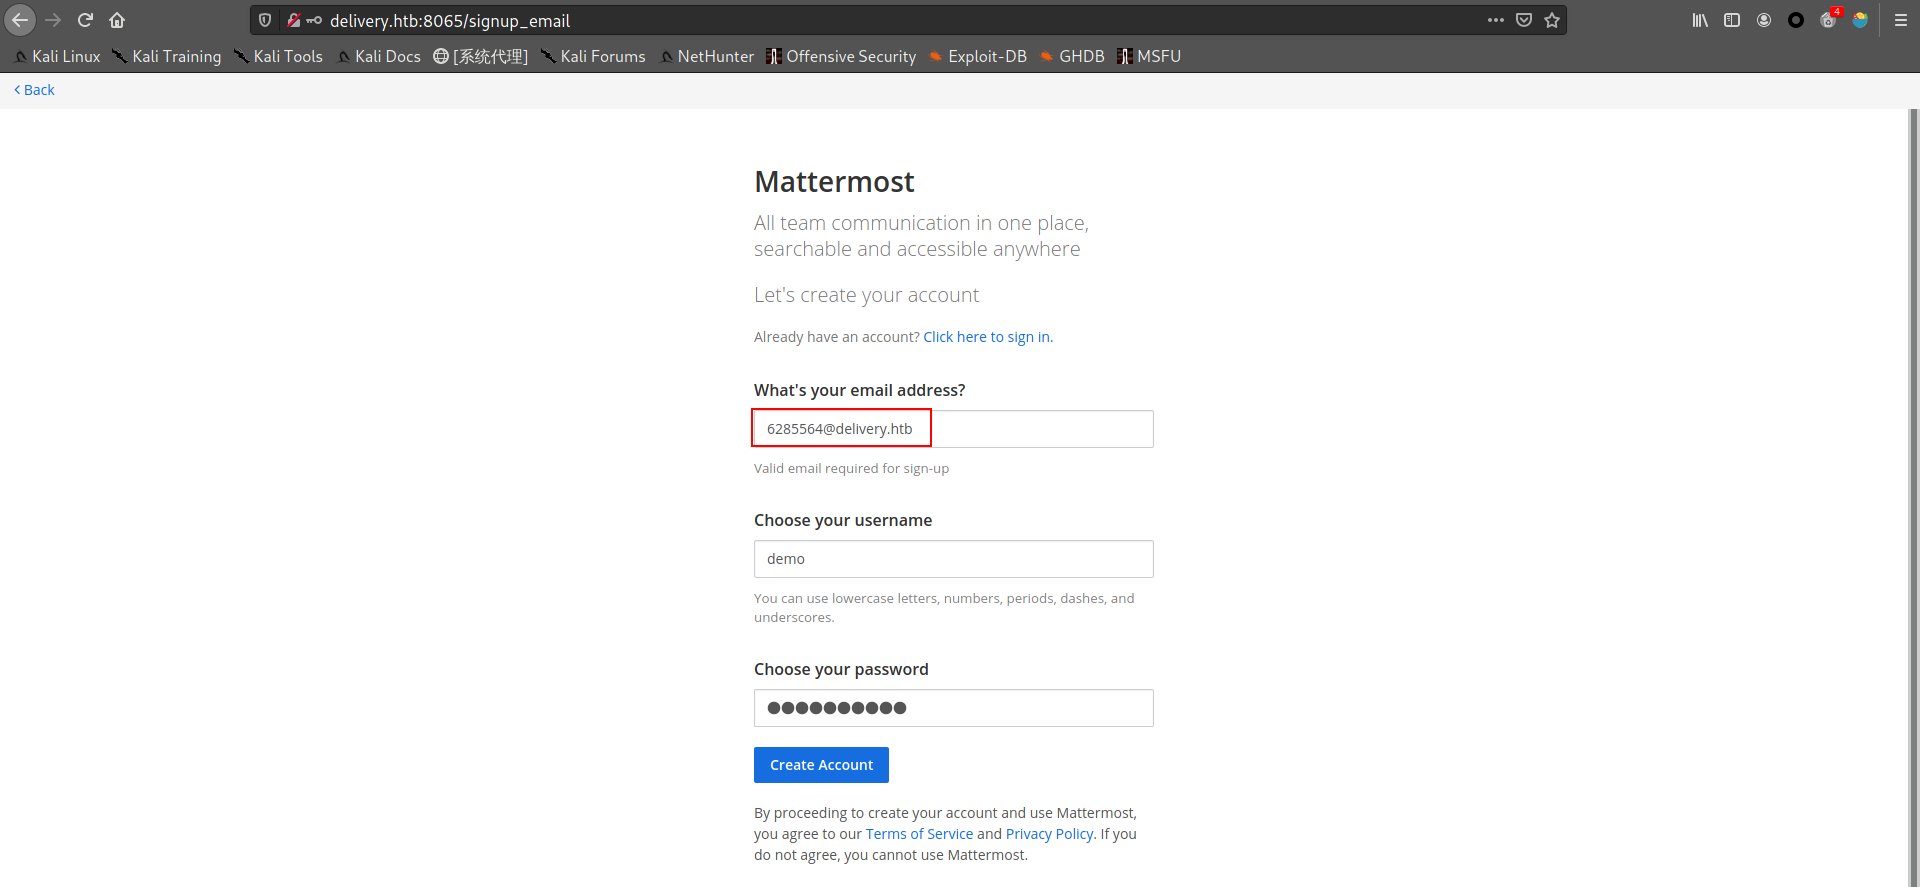 delivery.htb:8065/signup_email
4
Kali Linux Kali Training Kali Tools Kali Docs [系统代理] Kali Forums NetHunter Offensive Security Exploit-DB GHDB MSFU
Back
Mattermost
All team communication in one place,
searchable and accessible anywhere
Let's create your account
Already have an account? Click here to sign in.
What's your email address?
6285564@delivery.htb
Valid email required for sign-up
Choose your username
demo
You can use lowercase letters, numbers, periods, dashes, and
underscores.
Choose your password
●●●●●●●●●●
Create Account
By proceeding to create your account and use Mattermost,
you agree to our Terms of Service and Privacy Policy. If you
do not agree, you cannot use Mattermost.